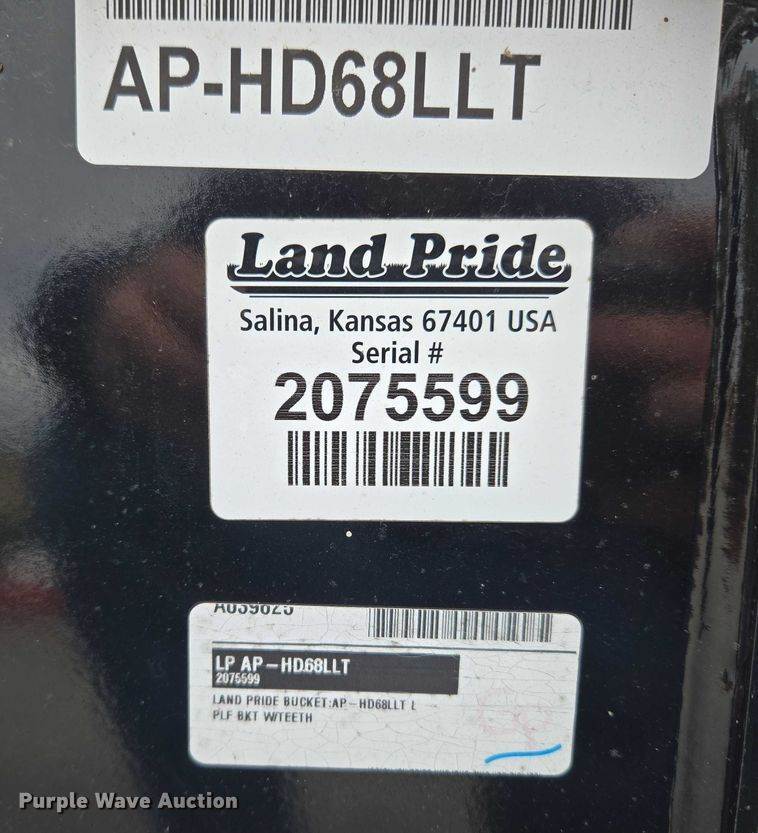 AP-HD68LLT
Land Pride
Salina, Kansas 67401 USA
Serial #
2075599
A039625
LP AP-HD68LLT
2075599
LAND PRIDE BUCKET:AP-HD68LLT L
PLF BKT W/TEETH
Purple Wave Auction